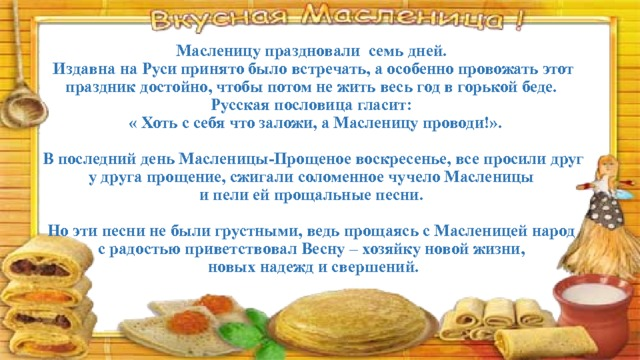 Вкусная Масленица !
Масленицу праздновали семь дней.
Издавна на Руси принято было встречать, а особенно провожать этот
праздник достойно, чтобы потом не жить весь год в горькой беде.
Русская пословица гласит:
« Хоть с себя что заложи, а Масленицу проводи!».
В последний день Масленицы-Прощеное воскресенье, все просили друг
у друга прощение, сжигали соломенное чучело Масленицы
и пели ей прощальные песни.
Но эти песни не были грустными, ведь прощаясь с Масленицей народ
с радостью приветствовал Весну – хозяйку новой жизни,
новых надежд и свершений.